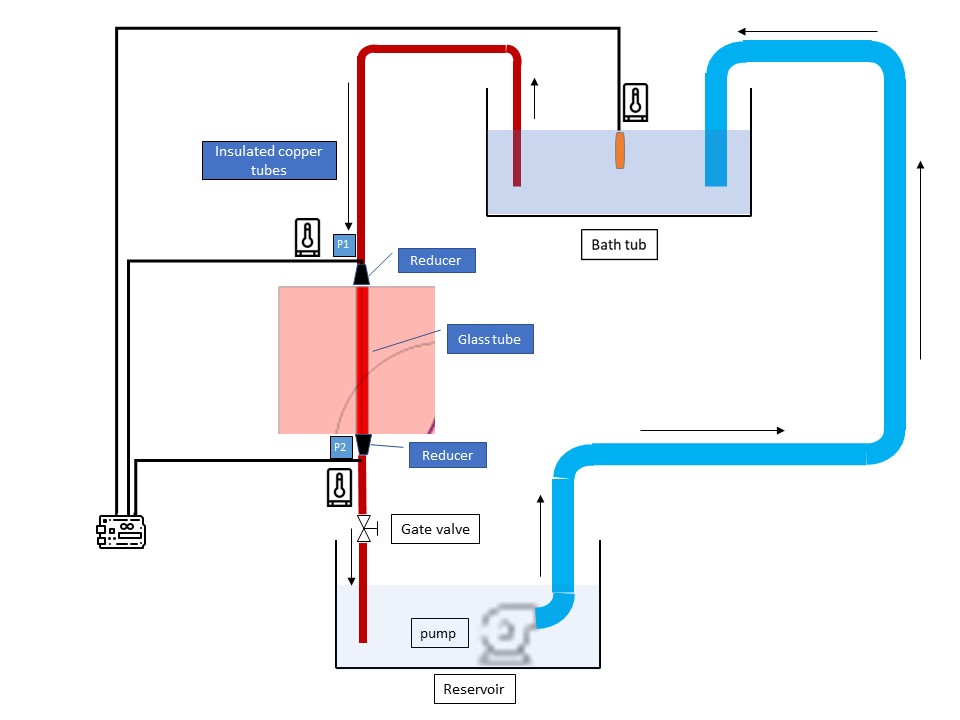 Insulated copper
tubes
P1
Reducer
Bath tub
Glass tube
P2
Reducer
Gate valve
pump
Reservoir